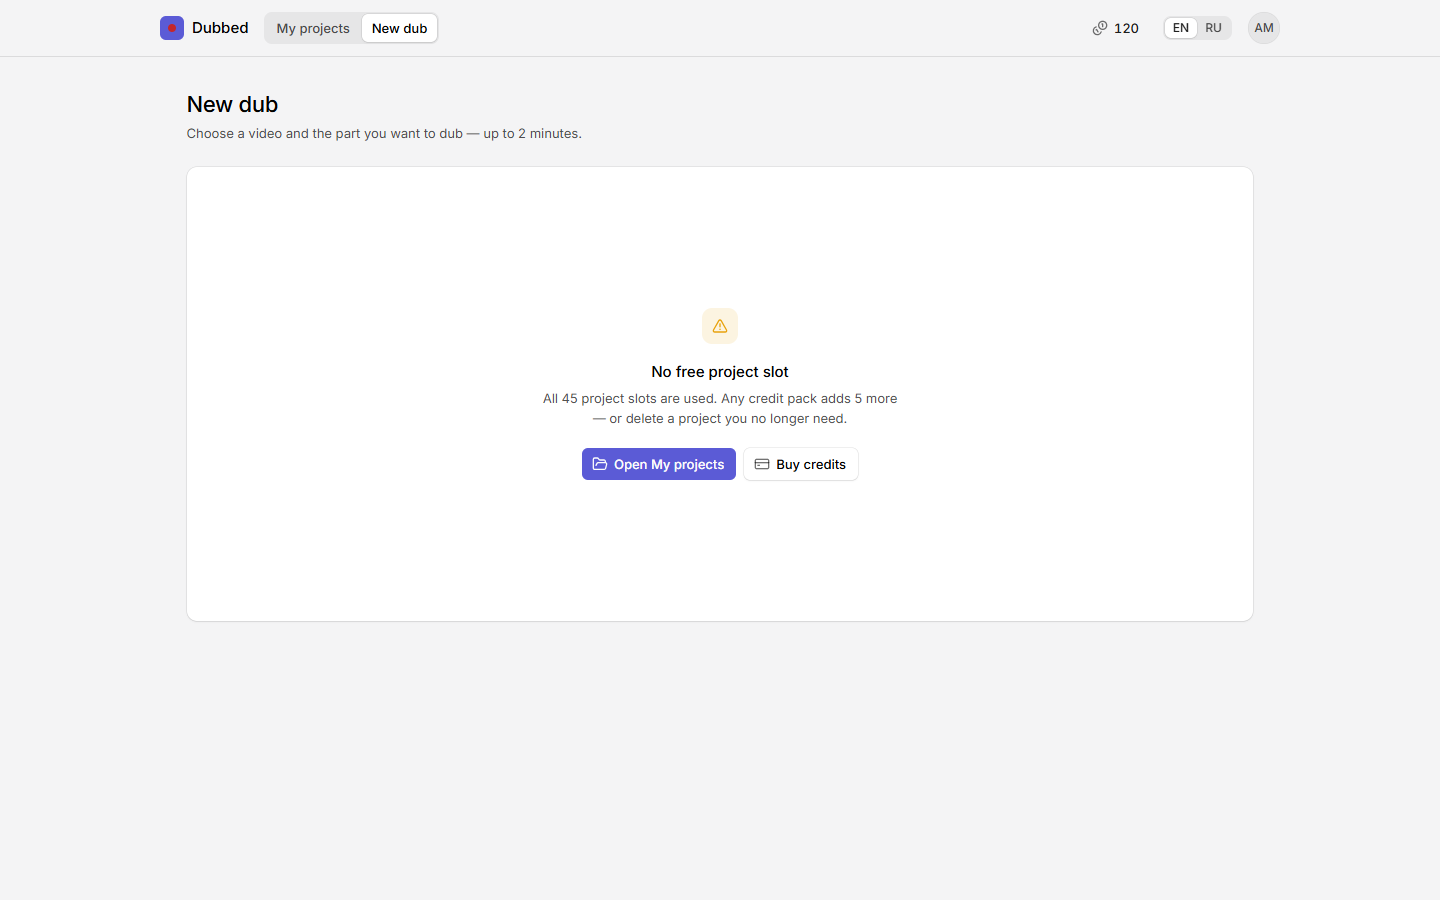 Dubbed
My projects
New dub
120
EN
RU
AM
New dub
Choose a video and the part you want to dub — up to 2 minutes.
No free project slot
All 45 project slots are used. Any credit pack adds 5 more
— or delete a project you no longer need.
Open My projects
Buy credits